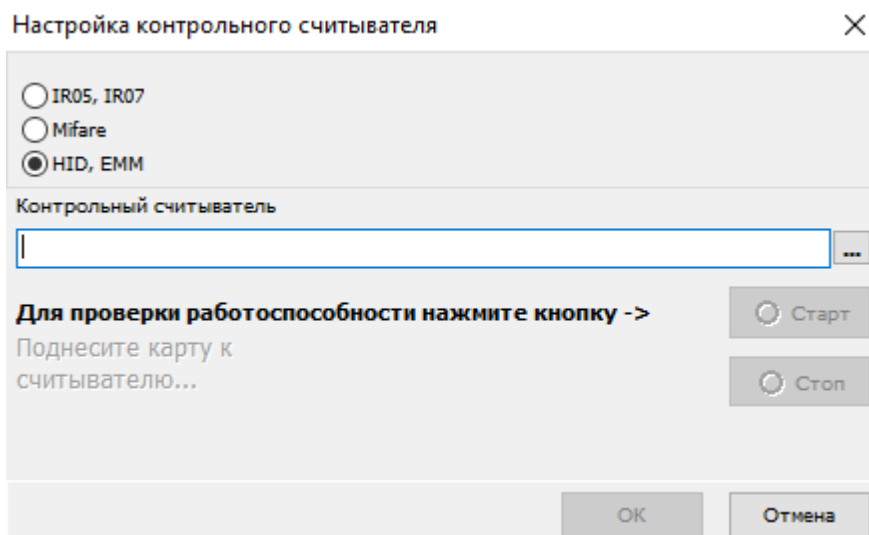 Настройка контрольного считывателя
IR05, IR07
Mifare
HID, EMM
Контрольный считыватель
...
Для проверки работоспособности нажмите кнопку ->
Старт
Поднесите карту к
считывателю...
Стоп
OK
Отмена